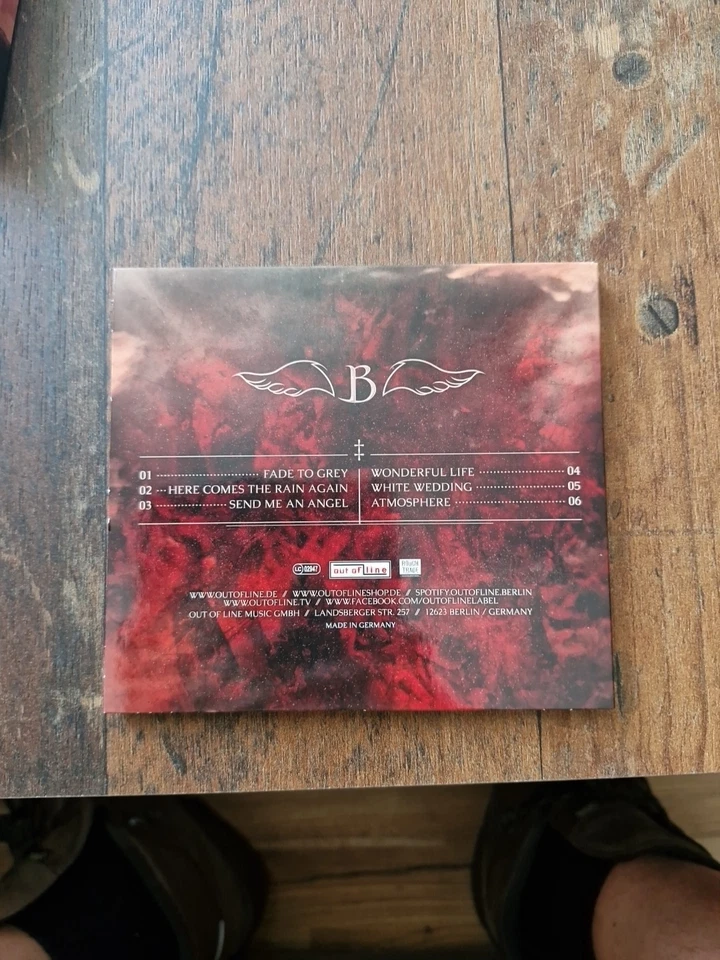 B
01 FADE TO GREY
02 HERE COMES THE RAIN AGAIN
03 SEND ME AN ANGEL
WONDERFUL LIFE 04
WHITE WEDDING 05
ATMOSPHERE 06
LC 02947
out of line
WWW.OUTOFLINE.DE // WWW.OUTOFLINESHOP.DE // SPOTIFY.OUTOFLINE.BERLIN
WWW.OUTOFLINE.TV // WWW.FACEBOOK.COM/OUTOFLINELABEL
OUT OF LINE MUSIC GMBH // LANDSBERGER STR. 257 // 12623 BERLIN / GERMANY
MADE IN GERMANY